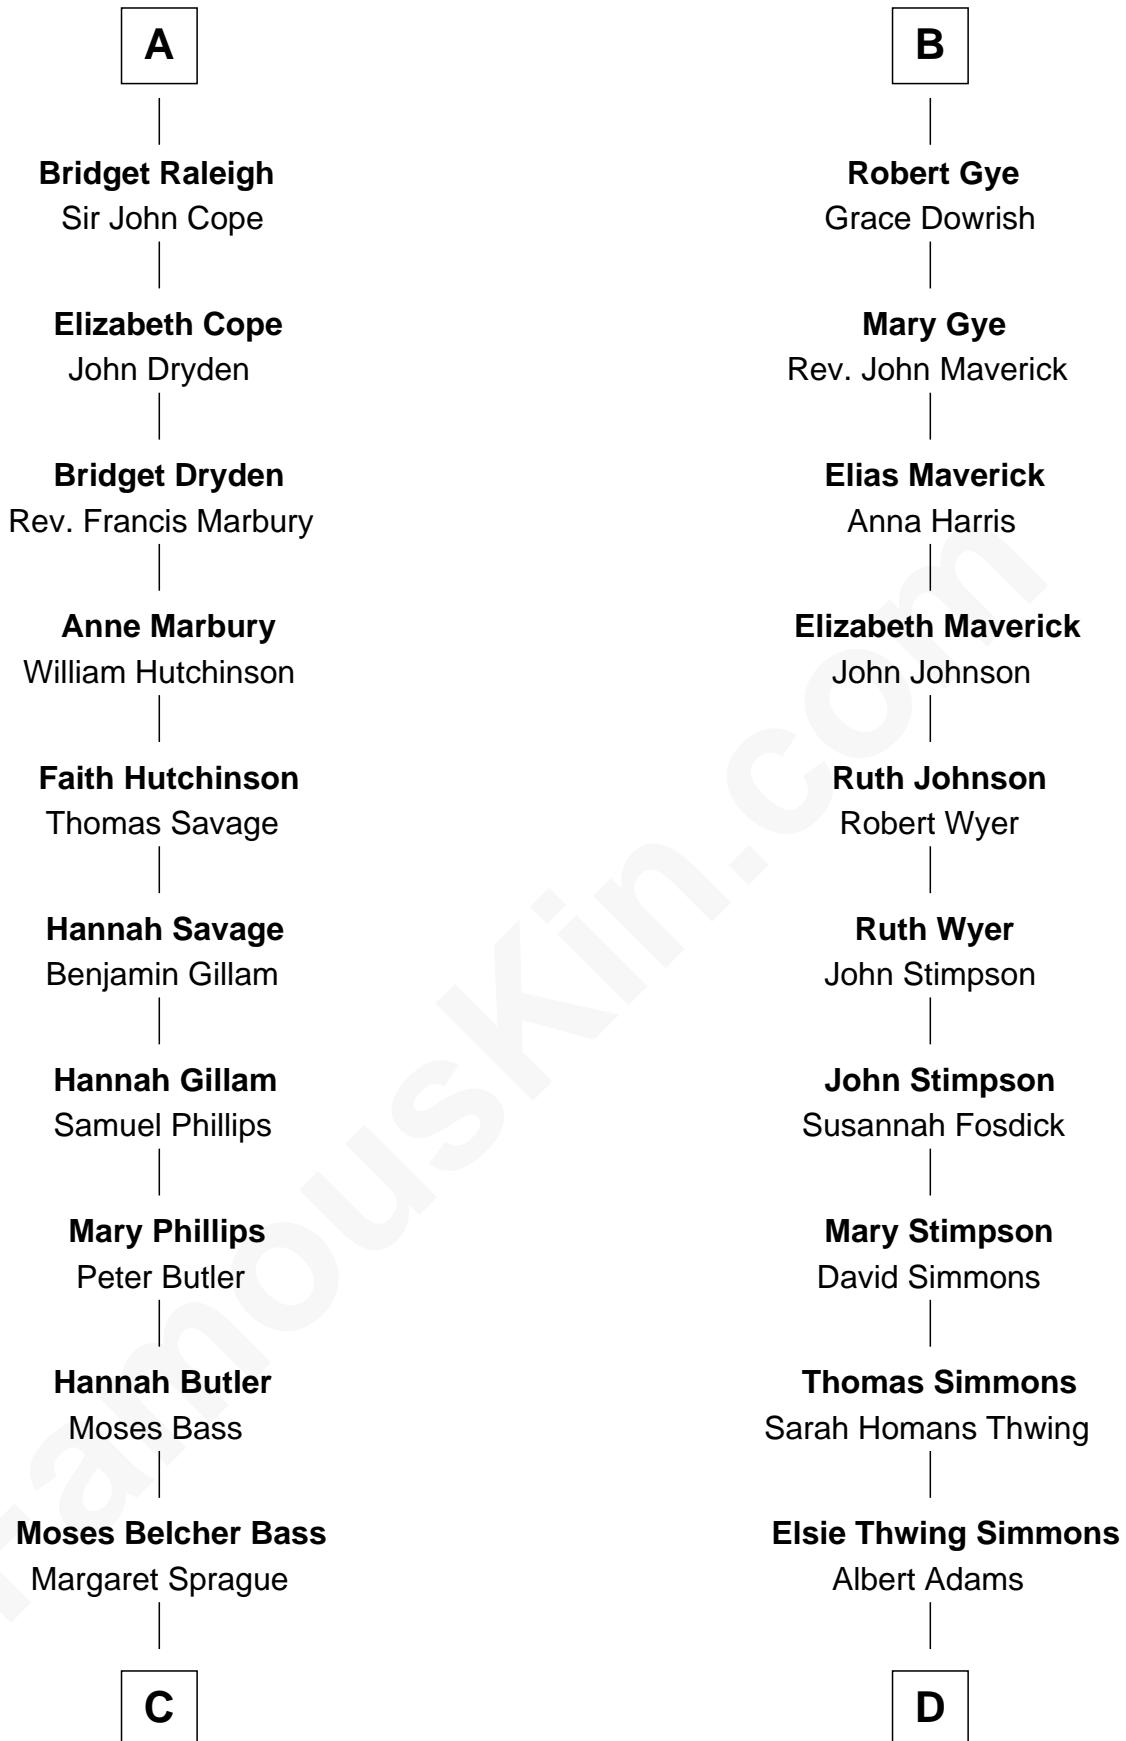 A
Bridget Raleigh
Sir John Cope
Elizabeth Cope
John Dryden
Bridget Dryden
Rev. Francis Marbury
Anne Marbury
William Hutchinson
Faith Hutchinson
Thomas Savage
Hannah Savage
Benjamin Gillam
Hannah Gillam
Samuel Phillips
Mary Phillips
Peter Butler
Hannah Butler
Moses Bass
Moses Belcher Bass
Margaret Sprague
C
B
Robert Gye
Grace Dowrish
Mary Gye
Rev. John Maverick
Elias Maverick
Anna Harris
Elizabeth Maverick
John Johnson
Ruth Johnson
Robert Wyer
Ruth Wyer
John Stimpson
John Stimpson
Susannah Fosdick
Mary Stimpson
David Simmons
Thomas Simmons
Sarah Homans Thwing
Elsie Thwing Simmons
Albert Adams
D
FamousKin.com